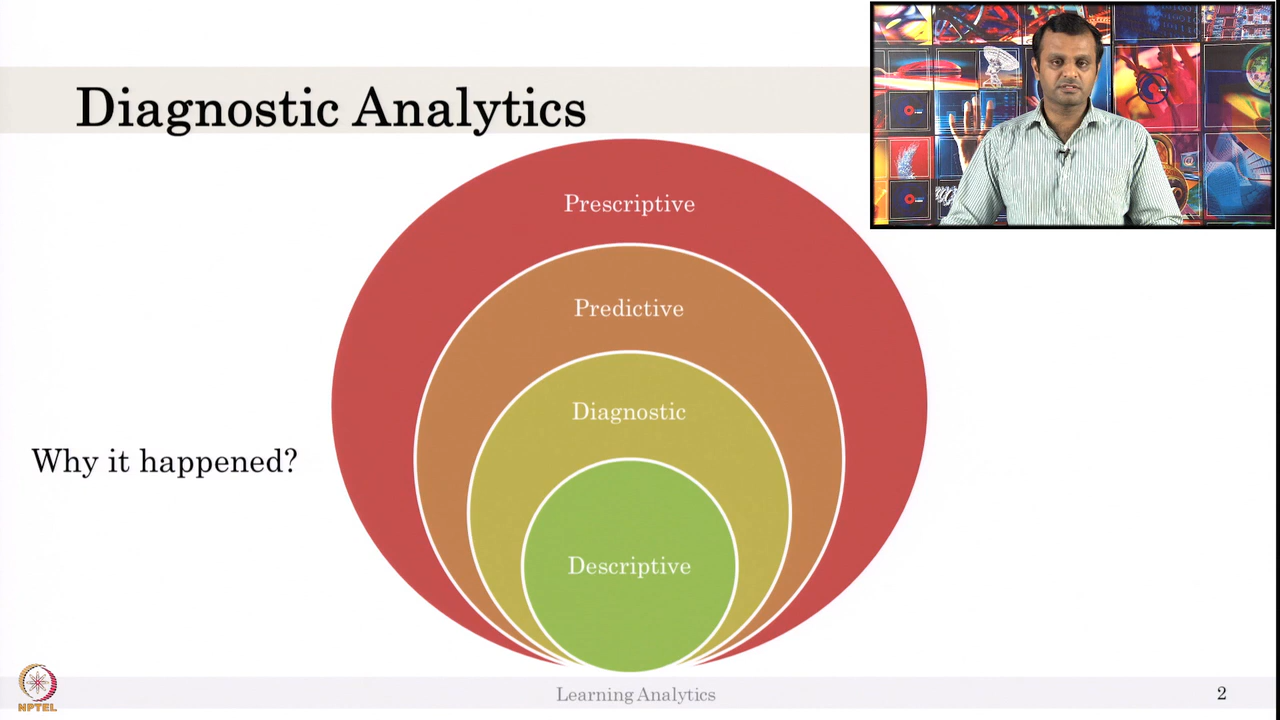 Diagnostic Analytics
Prescriptive
Predictive
Diagnostic
Why it happened?
Descriptive
NPTEL
Learning Analytics
2